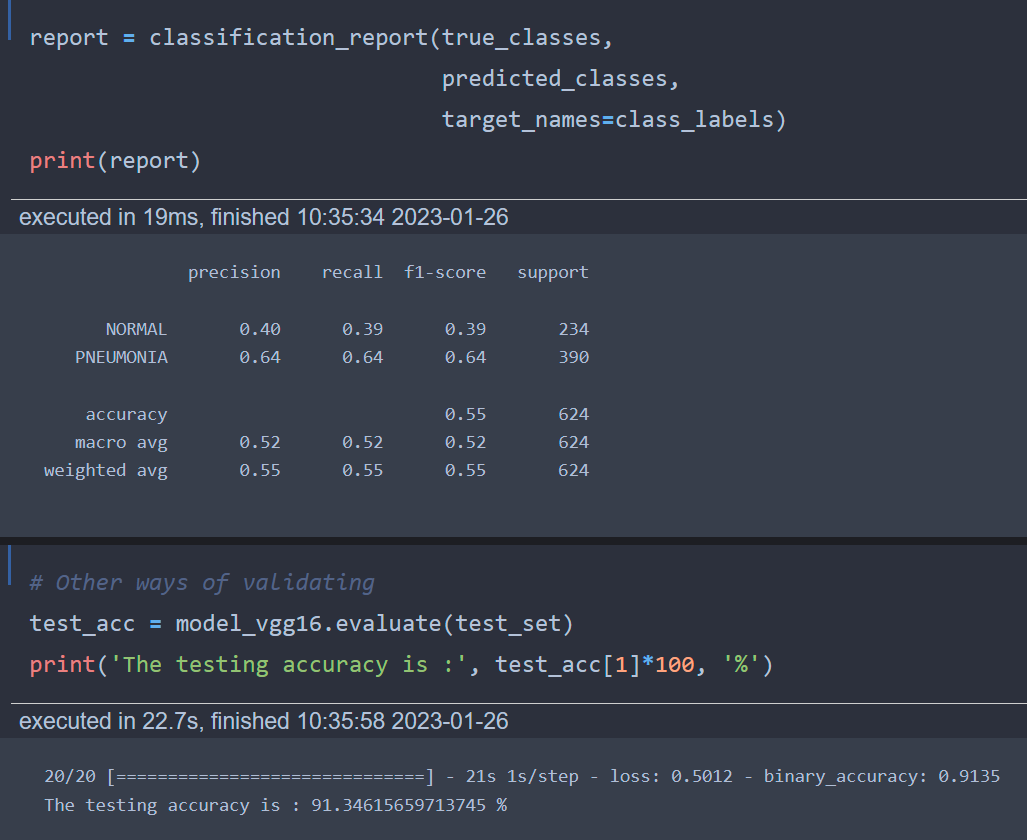 report = classification_report(true_classes,
predicted_classes,
target_names=class_labels)
print(report)
executed in 19ms, finished 10:35:34 2023-01-26
precision recall f1-score support
NORMAL 0.40 0.39 0.39 234
PNEUMONIA 0.64 0.64 0.64 390
accuracy 0.55 624
macro avg 0.52 0.52 0.52 624
weighted avg 0.55 0.55 0.55 624
# Other ways of validating
test_acc = model_vgg16.evaluate(test_set)
print('The testing accuracy is :', test_acc[1]*100, '%')
executed in 22.7s, finished 10:35:58 2023-01-26
20/20 [==============================] - 21s 1s/step - loss: 0.5012 - binary_accuracy: 0.9135
The testing accuracy is : 91.34615659713745 %